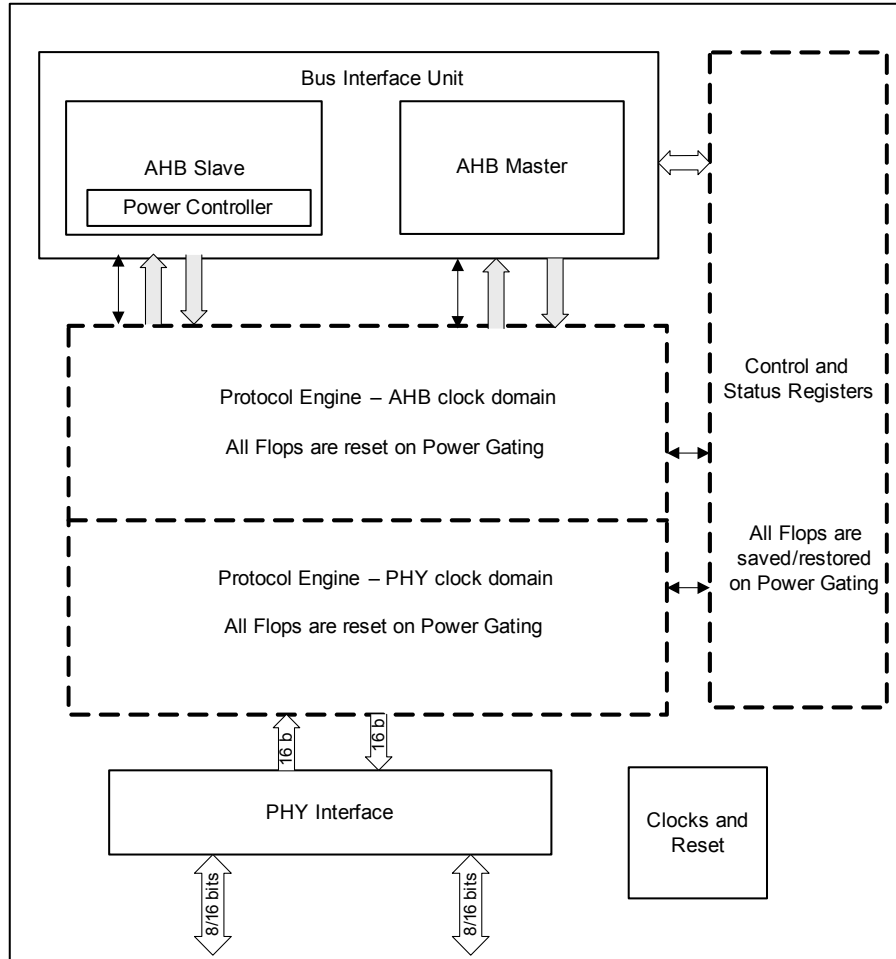 Bus Interface Unit
AHB Slave
Power Controller
AHB Master
Control and
Status Registers
All Flops are
saved/restored
on Power Gating
Protocol Engine – AHB clock domain
All Flops are reset on Power Gating
Protocol Engine – PHY clock domain
All Flops are reset on Power Gating
16 b
16 b
PHY Interface
Clocks and
Reset
8/16 bits
8/16 bits